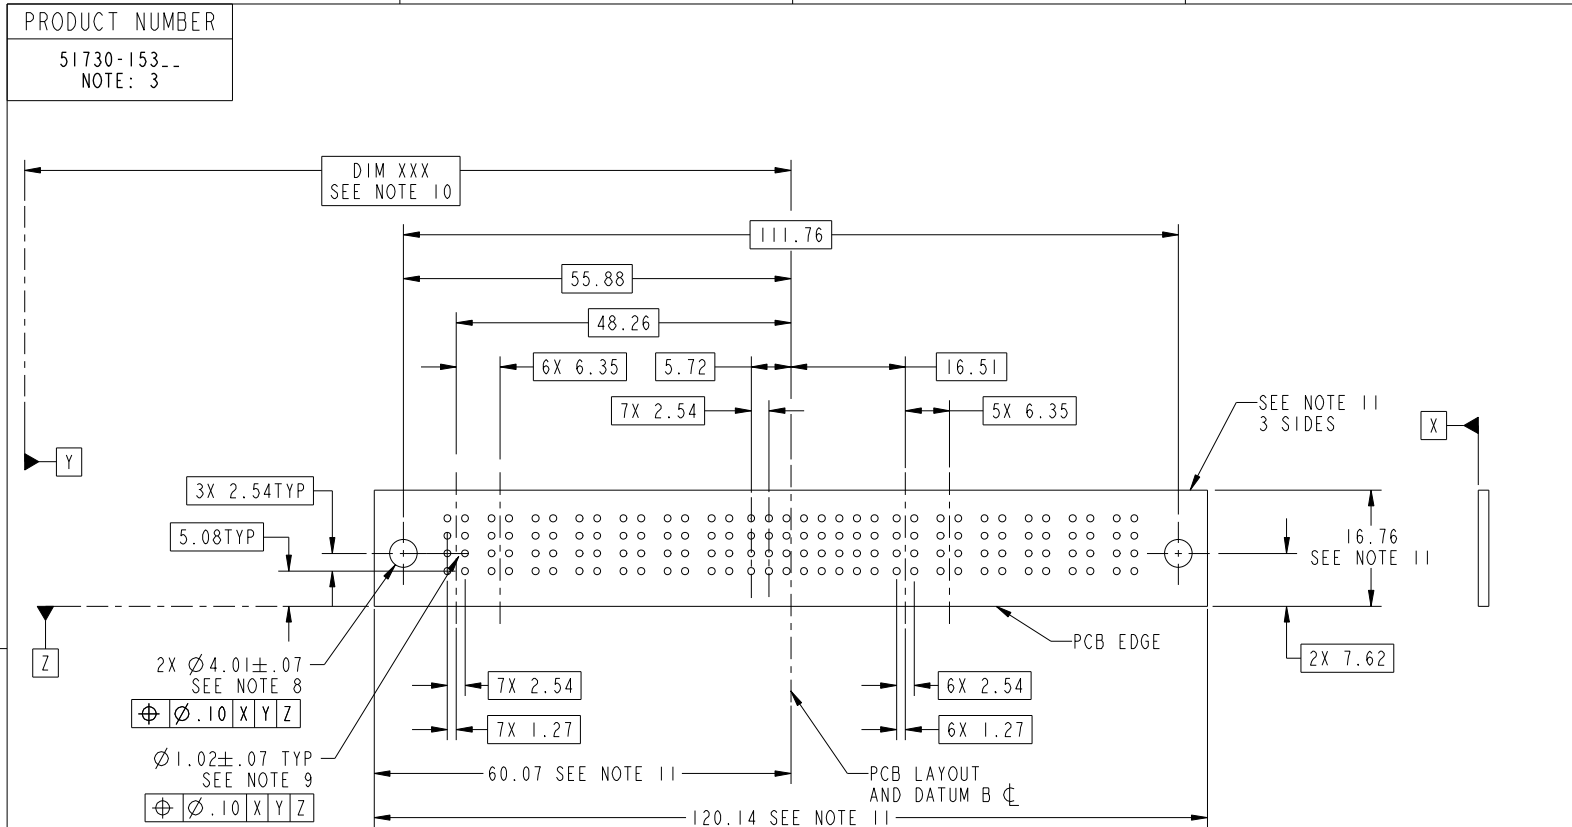 PRODUCT NUMBER
51730-153__
NOTE: 3
DIM XXX
SEE NOTE 10
111.76
55.88
48.26
6X 6.35
5.72
16.51
7X 2.54
5X 6.35
SEE NOTE 11
3 SIDES
X
Y
3X 2.54TYP
5.08TYP
16.76
SEE NOTE 11
Z
2X Ø4.01±.07
SEE NOTE 8
⌖ Ø.10 X Y Z
PCB EDGE
2X 7.62
7X 2.54
6X 2.54
7X 1.27
6X 1.27
Ø1.02±.07 TYP
SEE NOTE 9
⌖ Ø.10 X Y Z
60.07 SEE NOTE 11
PCB LAYOUT
AND DATUM B ℄
120.14 SEE NOTE 11